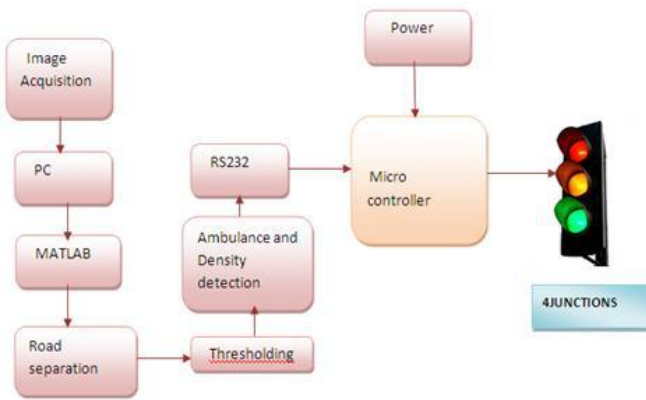 Image
Acquisition
PC
MATLAB
Road
separation
Thresholding
Ambulance and
Density
detection
RS232
Power
Micro
controller
4JUNCTIONS